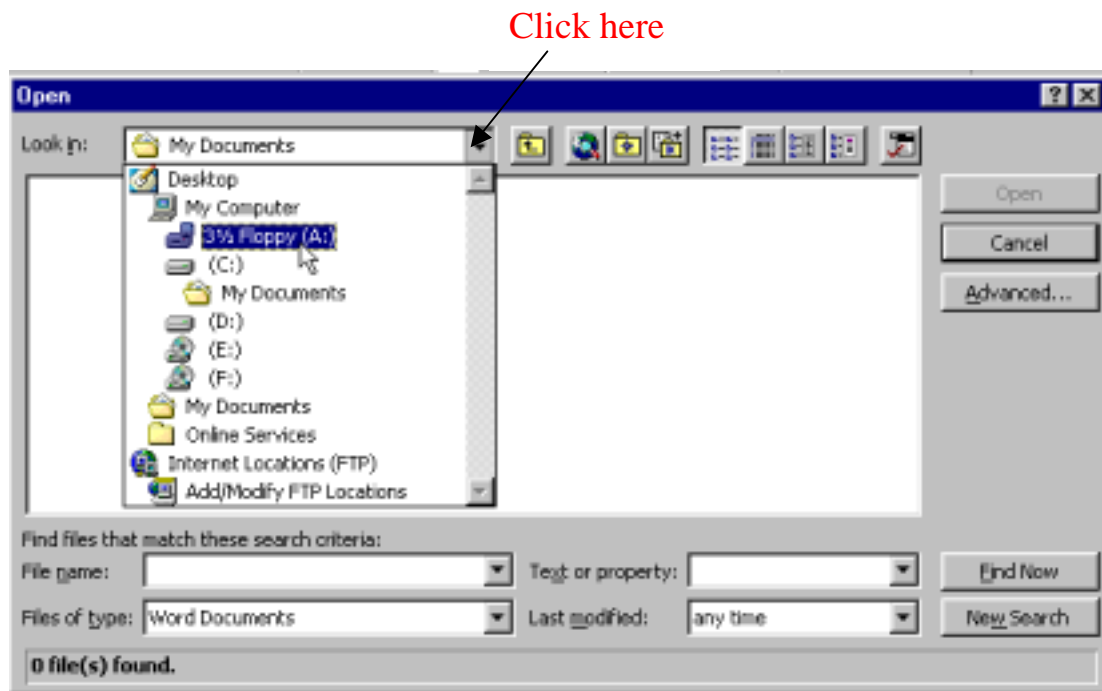 Click here
Open
Look in: My Documents
Desktop
My Computer
3½ Floppy (A:)
(C:)
My Documents
(D:)
(E:)
(F:)
My Documents
Online Services
Internet Locations (FTP)
Add/Modify FTP Locations
Open
Cancel
Advanced...
Find files that match these search criteria:
File name: Text or property: Find Now
Files of type: Word Documents Last modified: any time New Search
0 file(s) found.